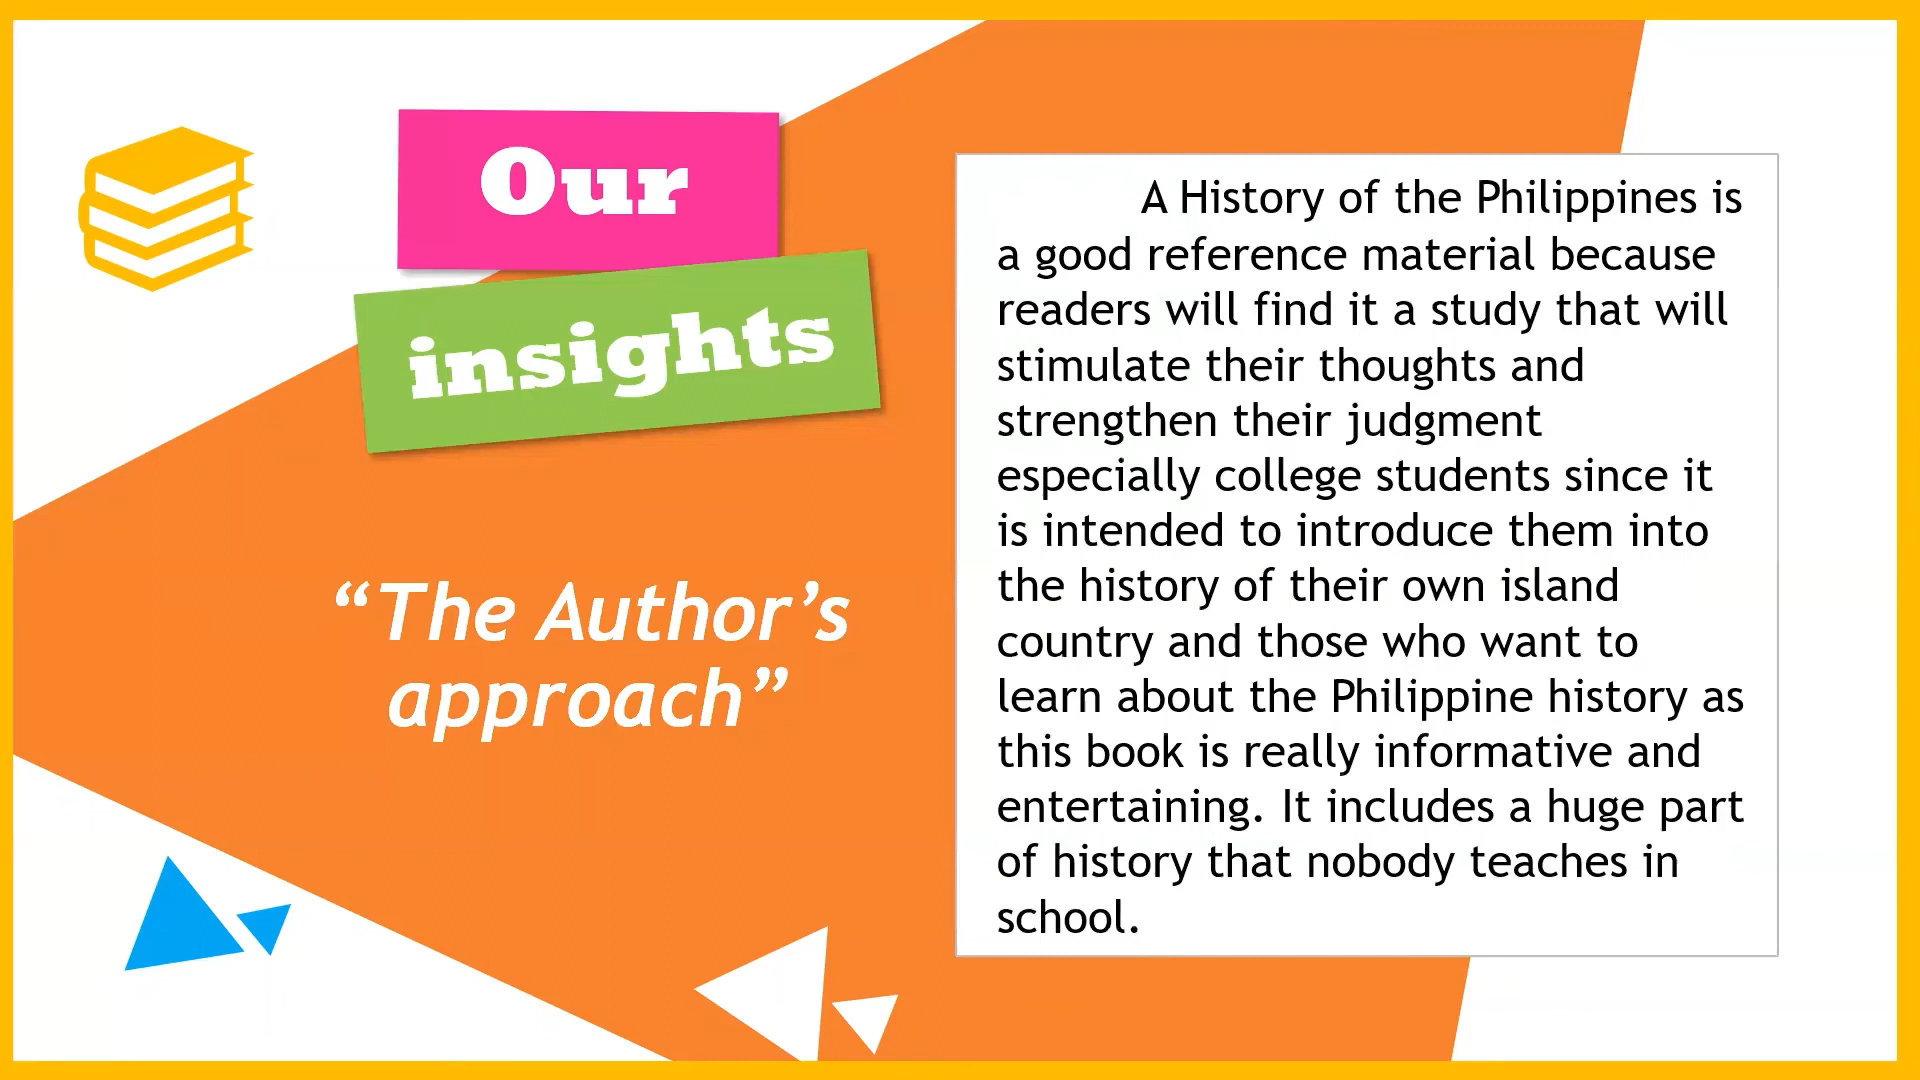 Our
insights
“The Author’s
approach”
A History of the Philippines is
a good reference material because
readers will find it a study that will
stimulate their thoughts and
strengthen their judgment
especially college students since it
is intended to introduce them into
the history of their own island
country and those who want to
learn about the Philippine history as
this book is really informative and
entertaining. It includes a huge part
of history that nobody teaches in
school.